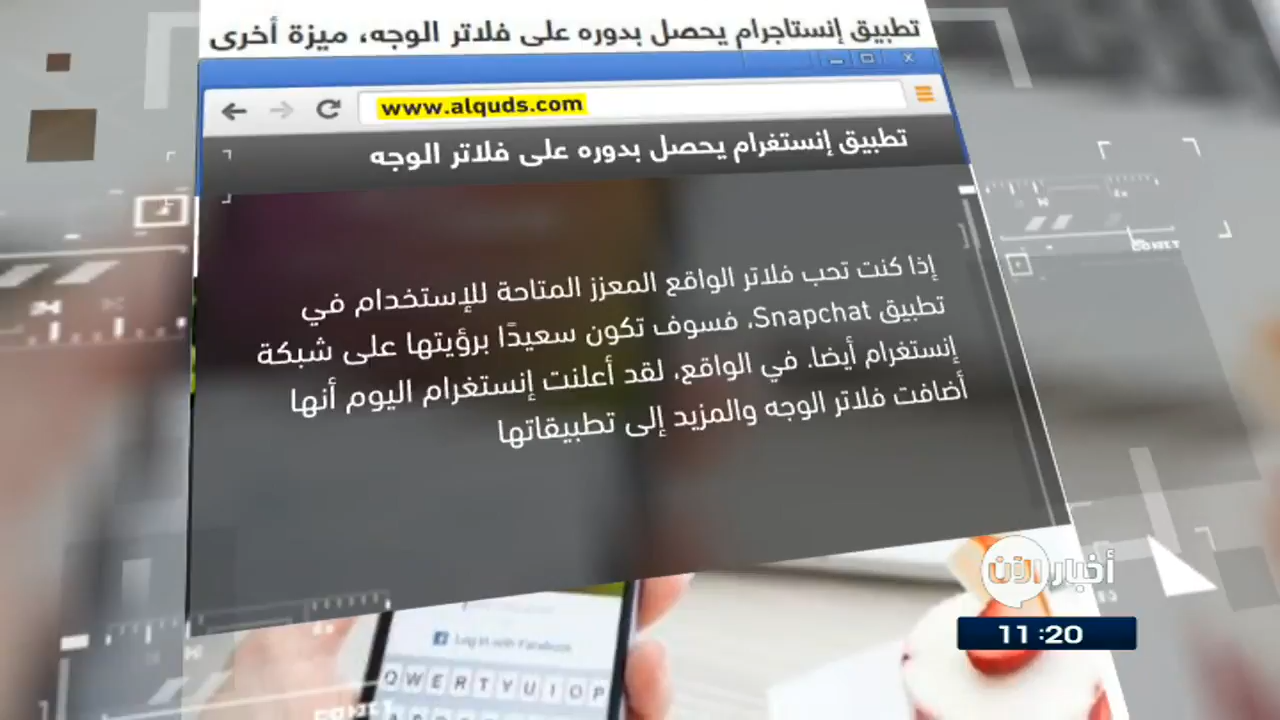 تطبيق إنستاجرام يحصل بدوره على فلاتر الوجه، ميزة أخرى
www.alquds.com
تطبيق إنستغرام يحصل بدوره على فلاتر الوجه
إذا كنت تحب فلاتر الواقع المعزز المتاحة للإستخدام في
تطبيق Snapchat، فسوف تكون سعيدًا برؤيتها على شبكة
إنستغرام أيضا. في الواقع، لقد أعلنت إنستغرام اليوم أنها
أضافت فلاتر الوجه والمزيد إلى تطبيقاتها
أخبار الآن
11:20
Log In with Facebook
QWERTYUIOP